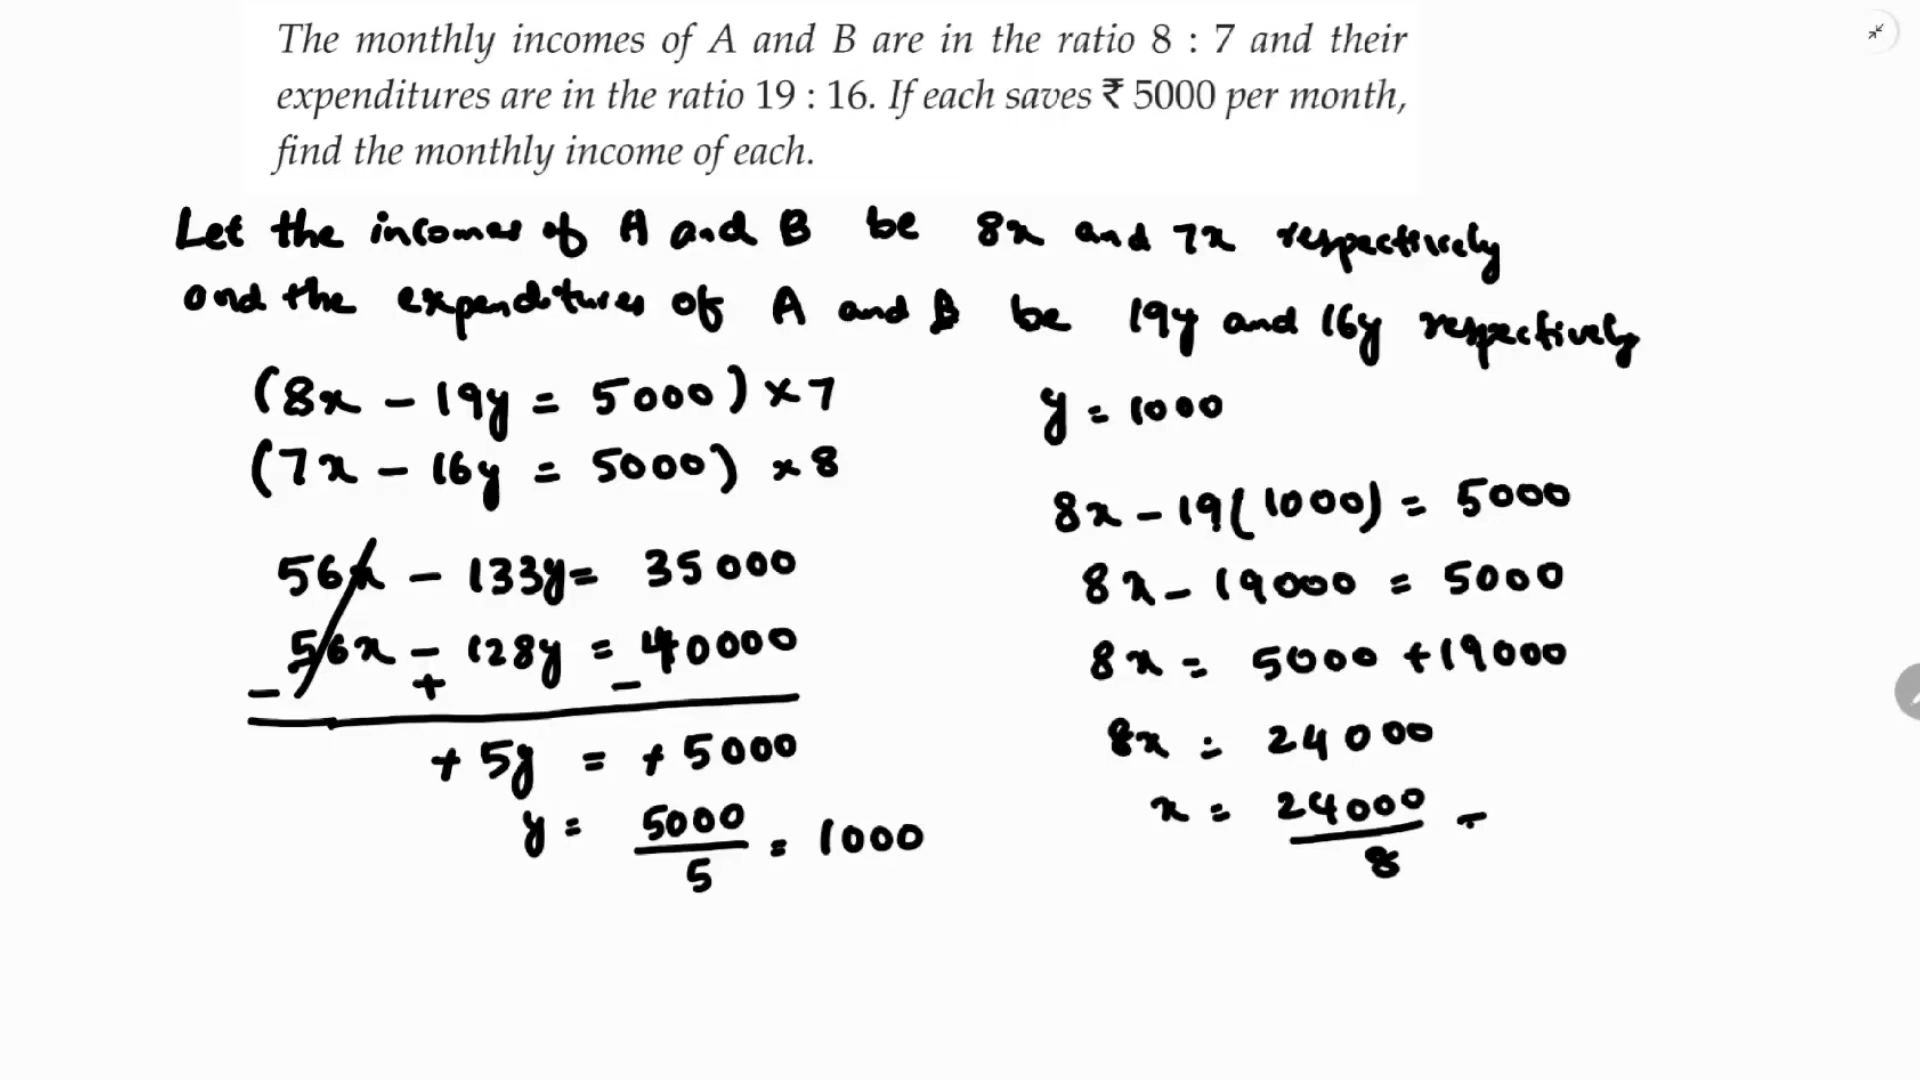 The monthly incomes of A and B are in the ratio 8 : 7 and their
expenditures are in the ratio 19 : 16. If each saves ₹ 5000 per month,
find the monthly income of each.
Let the incomes of A and B be 8x and 7x respectively
and the expenditures of A and B be 19y and 16y respectively
(8x - 19y = 5000) × 7
(7x - 16y = 5000) × 8
56x - 133y = 35000
56x - 128y = 40000
- + -
+ 5y = + 5000
y = 5000/5 = 1000
y = 1000
8x - 19(1000) = 5000
8x - 19000 = 5000
8x = 5000 + 19000
8x = 24000
x = 24000/8 =